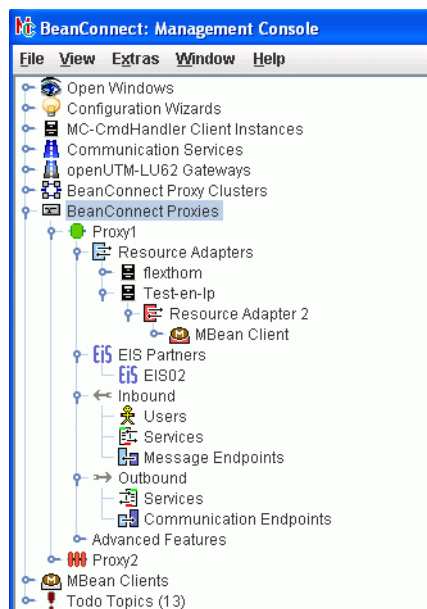 BeanConnect: Management Console
File View Extras Window Help
Open Windows
Configuration Wizards
MC-CmdHandler Client Instances
Communication Services
openUTM-LU62 Gateways
BeanConnect Proxy Clusters
BeanConnect Proxies
Proxy1
Resource Adapters
flexthom
Test-en-lp
Resource Adapter 2
MBean Client
EiS EIS Partners
EiS EIS02
Inbound
Users
Services
Message Endpoints
Outbound
Services
Communication Endpoints
Advanced Features
Proxy2
MBean Clients
Todo Topics (13)